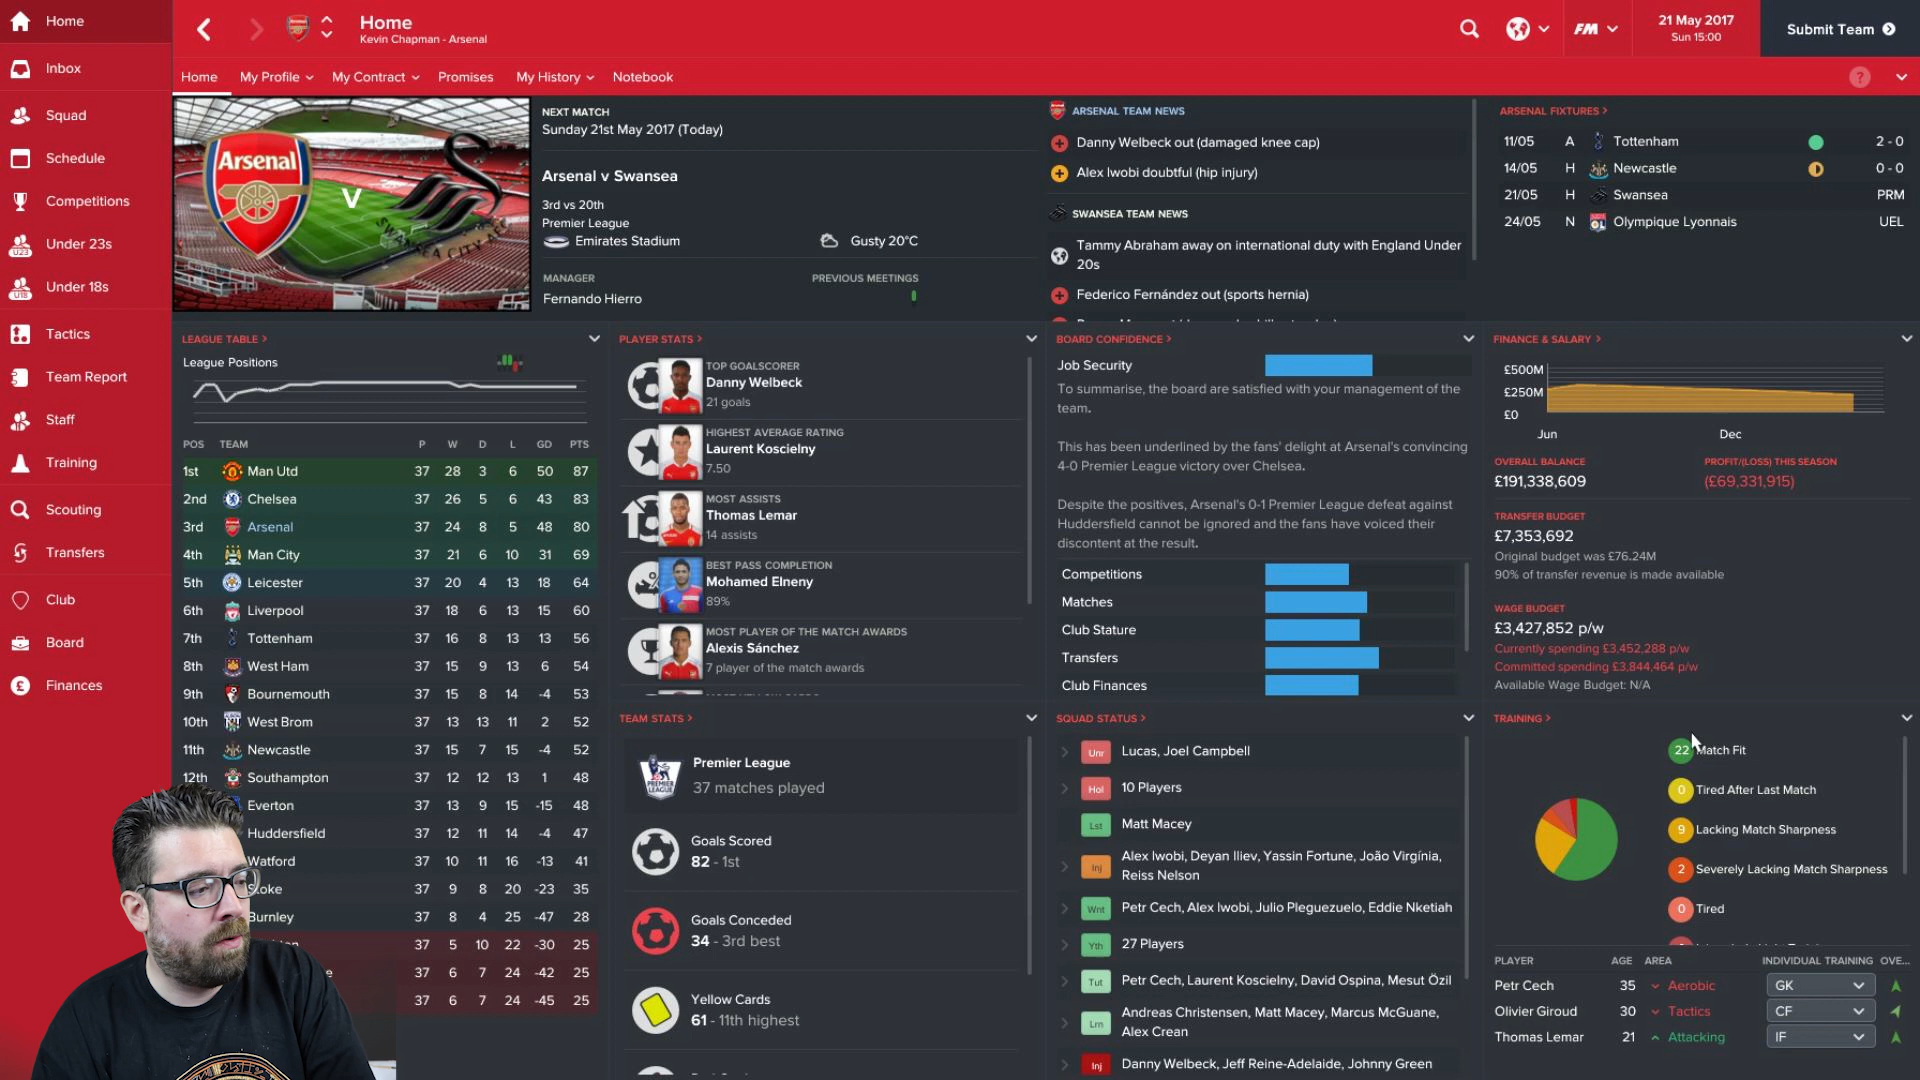 Home
Inbox
Squad
Schedule
Competitions
Under 23s
Under 18s
Tactics
Team Report
Staff
Training
Scouting
Transfers
Club
Board
Finances
Home
Kevin Chapman - Arsenal
FM
21 May 2017
Sun 15:00
Submit Team
Home My Profile My Contract Promises My History Notebook
?
Arsenal
V
NEXT MATCH
Sunday 21st May 2017 (Today)
Arsenal v Swansea
3rd vs 20th
Premier League
Emirates Stadium Gusty 20°C
MANAGER PREVIOUS MEETINGS
Fernando Hierro
ARSENAL TEAM NEWS
Danny Welbeck out (damaged knee cap)
Alex Iwobi doubtful (hip injury)
SWANSEA TEAM NEWS
Tammy Abraham away on international duty with England Under
20s
Federico Fernández out (sports hernia)
ARSENAL FIXTURES >
11/05 A Tottenham 2 - 0
14/05 H Newcastle 0 - 0
21/05 H Swansea PRM
24/05 N Olympique Lyonnais UEL
LEAGUE TABLE >
League Positions
POS TEAM P W D L GD PTS
1st Man Utd 37 28 3 6 50 87
2nd Chelsea 37 26 5 6 43 83
3rd Arsenal 37 24 8 5 48 80
4th Man City 37 21 6 10 31 69
5th Leicester 37 20 4 13 18 64
6th Liverpool 37 18 6 13 15 60
7th Tottenham 37 16 8 13 13 56
8th West Ham 37 15 9 13 6 54
9th Bournemouth 37 15 8 14 -4 53
10th West Brom 37 13 13 11 2 52
11th Newcastle 37 15 7 15 -4 52
12th Southampton 37 12 12 13 1 48
Everton 37 13 9 15 -15 48
Huddersfield 37 12 11 14 -4 47
Watford 37 10 11 16 -13 41
Stoke 37 9 8 20 -23 35
Burnley 37 8 4 25 -47 28
37 5 10 22 -30 25
37 6 7 24 -42 25
37 6 7 24 -45 25
PLAYER STATS >
TOP GOALSCORER
Danny Welbeck
21 goals
HIGHEST AVERAGE RATING
Laurent Koscielny
7.50
MOST ASSISTS
Thomas Lemar
14 assists
BEST PASS COMPLETION
Mohamed Elneny
89%
MOST PLAYER OF THE MATCH AWARDS
Alexis Sánchez
7 player of the match awards
TEAM STATS >
Premier League
37 matches played
Goals Scored
82 - 1st
Goals Conceded
34 - 3rd best
Yellow Cards
61 - 11th highest
BOARD CONFIDENCE >
Job Security
To summarise, the board are satisfied with your management of the
team.
This has been underlined by the fans' delight at Arsenal's convincing
4-0 Premier League victory over Chelsea.
Despite the positives, Arsenal's 0-1 Premier League defeat against
Huddersfield cannot be ignored and the fans have voiced their
discontent at the result.
Competitions
Matches
Club Stature
Transfers
Club Finances
SQUAD STATUS >
Unr Lucas, Joel Campbell
Hol 10 Players
Lst Matt Macey
Inj Alex Iwobi, Deyan Iliev, Yassin Fortune, João Virgínia,
Reiss Nelson
Wnt Petr Cech, Alex Iwobi, Julio Pleguezuelo, Eddie Nketiah
Yth 27 Players
Tut Petr Cech, Laurent Koscielny, David Ospina, Mesut Özil
Lrn Andreas Christensen, Matt Macey, Marcus McGuane,
Alex Crean
Inj Danny Welbeck, Jeff Reine-Adelaide, Johnny Green
FINANCE & SALARY >
£500M
£250M
£0
Jun Dec
OVERALL BALANCE PROFIT/(LOSS) THIS SEASON
£191,338,609 (£69,331,915)
TRANSFER BUDGET
£7,353,692
Original budget was £76.24M
90% of transfer revenue is made available
WAGE BUDGET
£3,427,852 p/w
Currently spending £3,452,288 p/w
Committed spending £3,844,464 p/w
Available Wage Budget: N/A
TRAINING >
22 Match Fit
0 Tired After Last Match
9 Lacking Match Sharpness
2 Severely Lacking Match Sharpness
0 Tired
PLAYER AGE AREA INDIVIDUAL TRAINING OVE...
Petr Cech 35 Aerobic GK
Olivier Giroud 30 Tactics CF
Thomas Lemar 21 Attacking IF